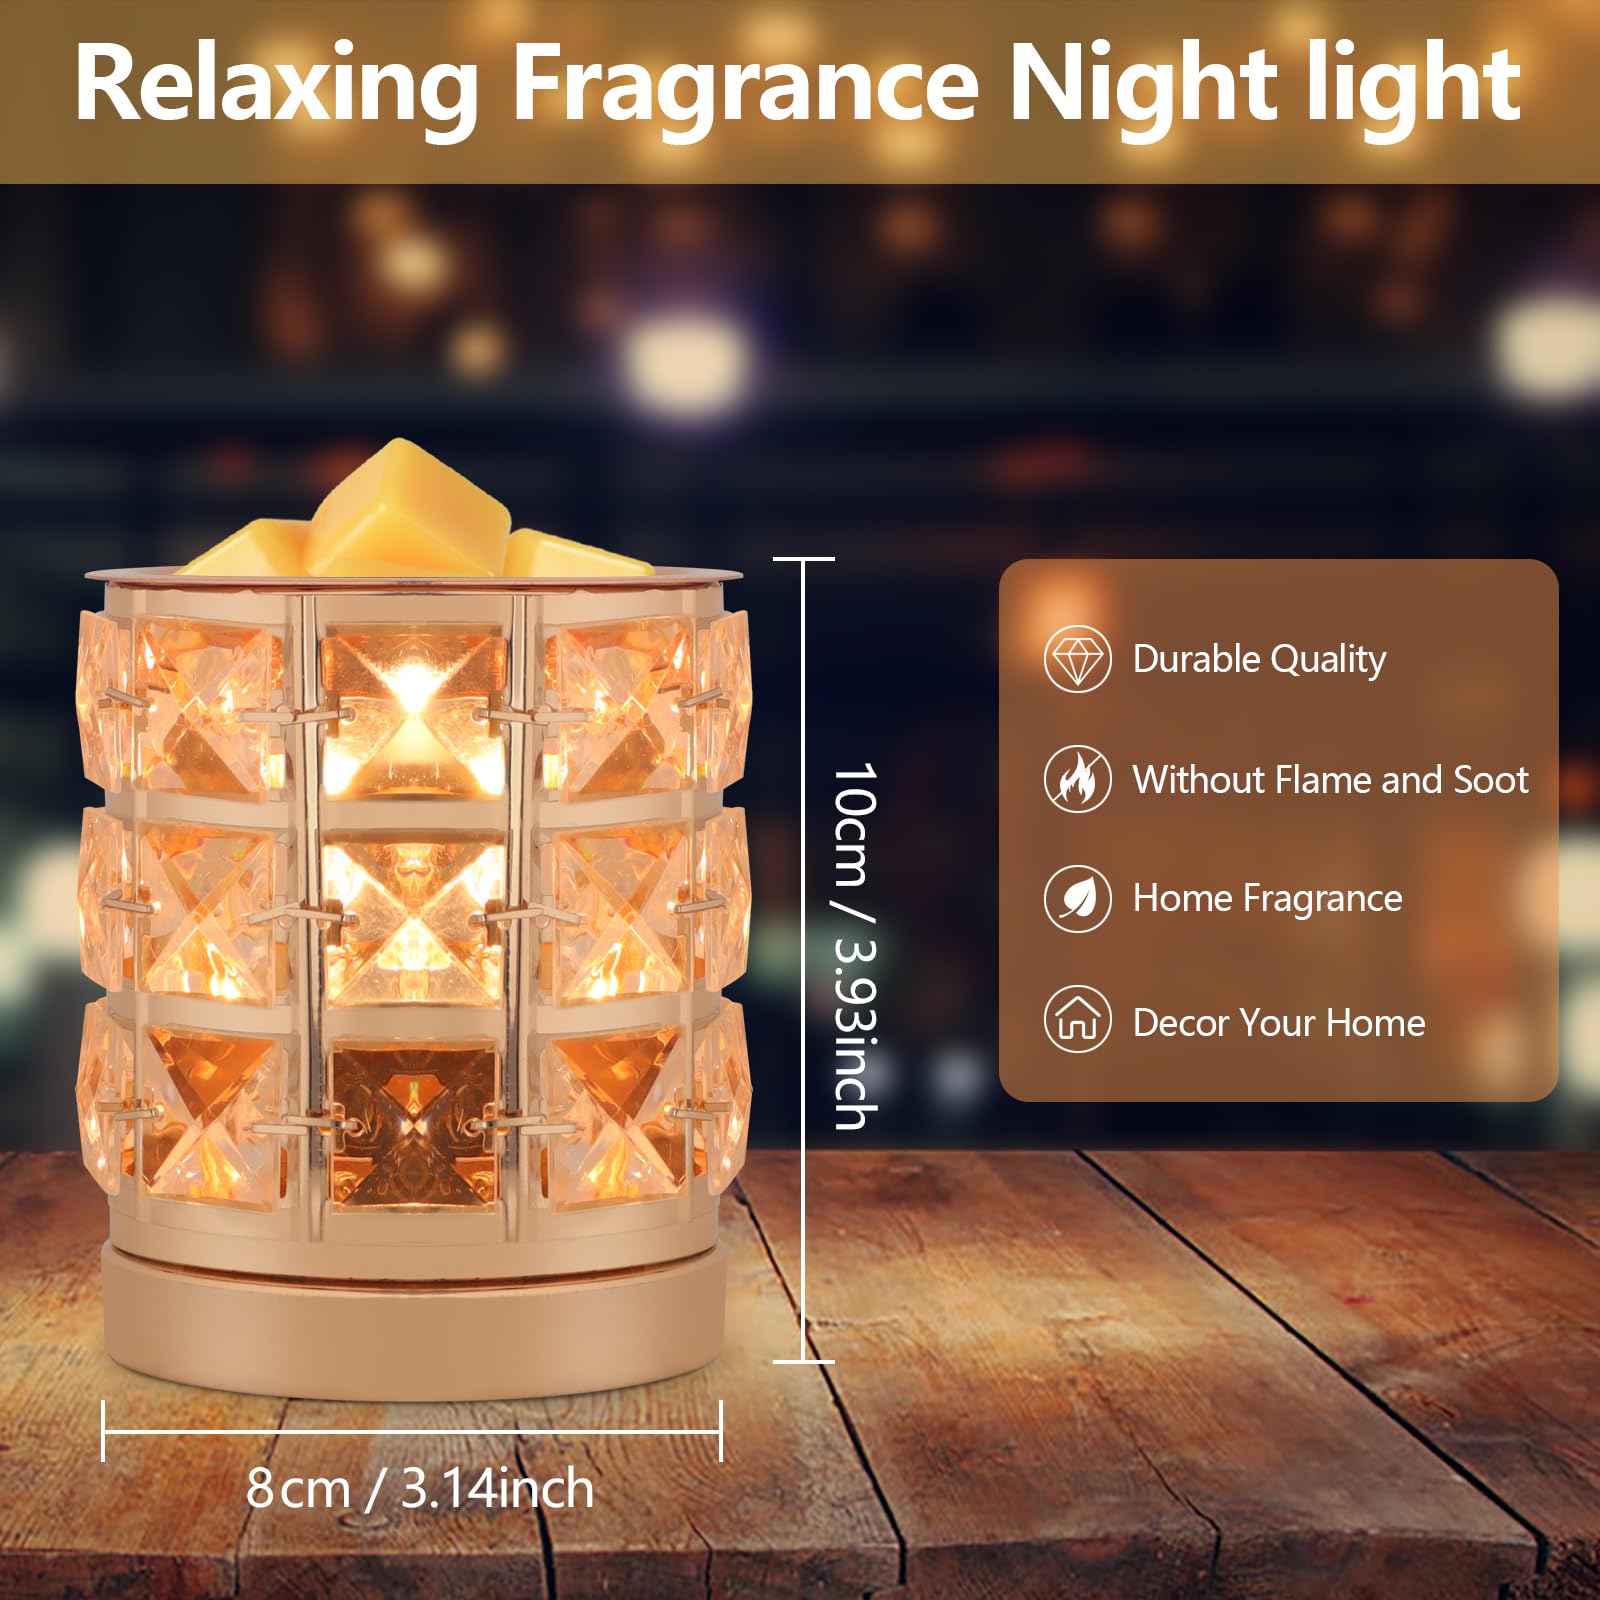 Relaxing Fragrance Night light
Durable Quality
Without Flame and Soot
Home Fragrance
Decor Your Home
10cm / 3.93inch
8cm / 3.14inch